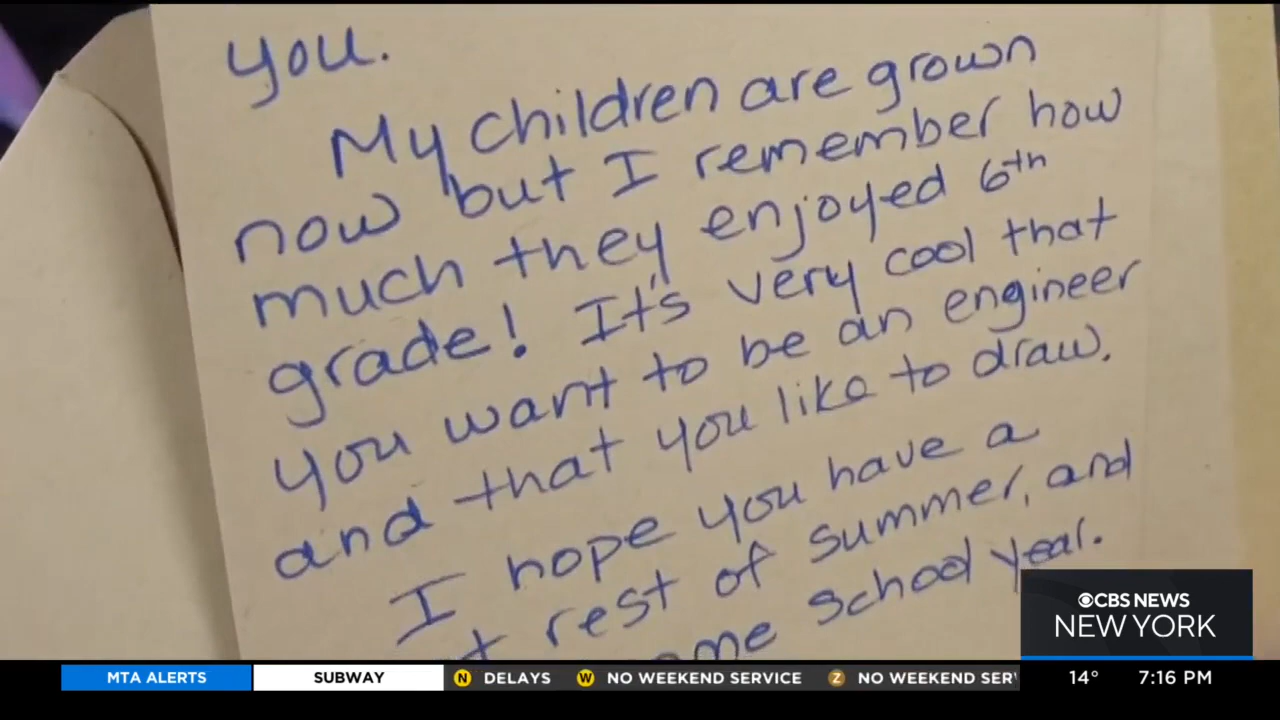 you.
My children are grown
now but I remember how
much they enjoyed 6th
grade! It's very cool that
you want to be an engineer
and that you like to draw.
I hope you have a
rest of summer, and
school year.
CBS NEWS
NEW YORK
MTA ALERTS SUBWAY N DELAYS W NO WEEKEND SERVICE Z NO WEEKEND 14° 7:16 PM